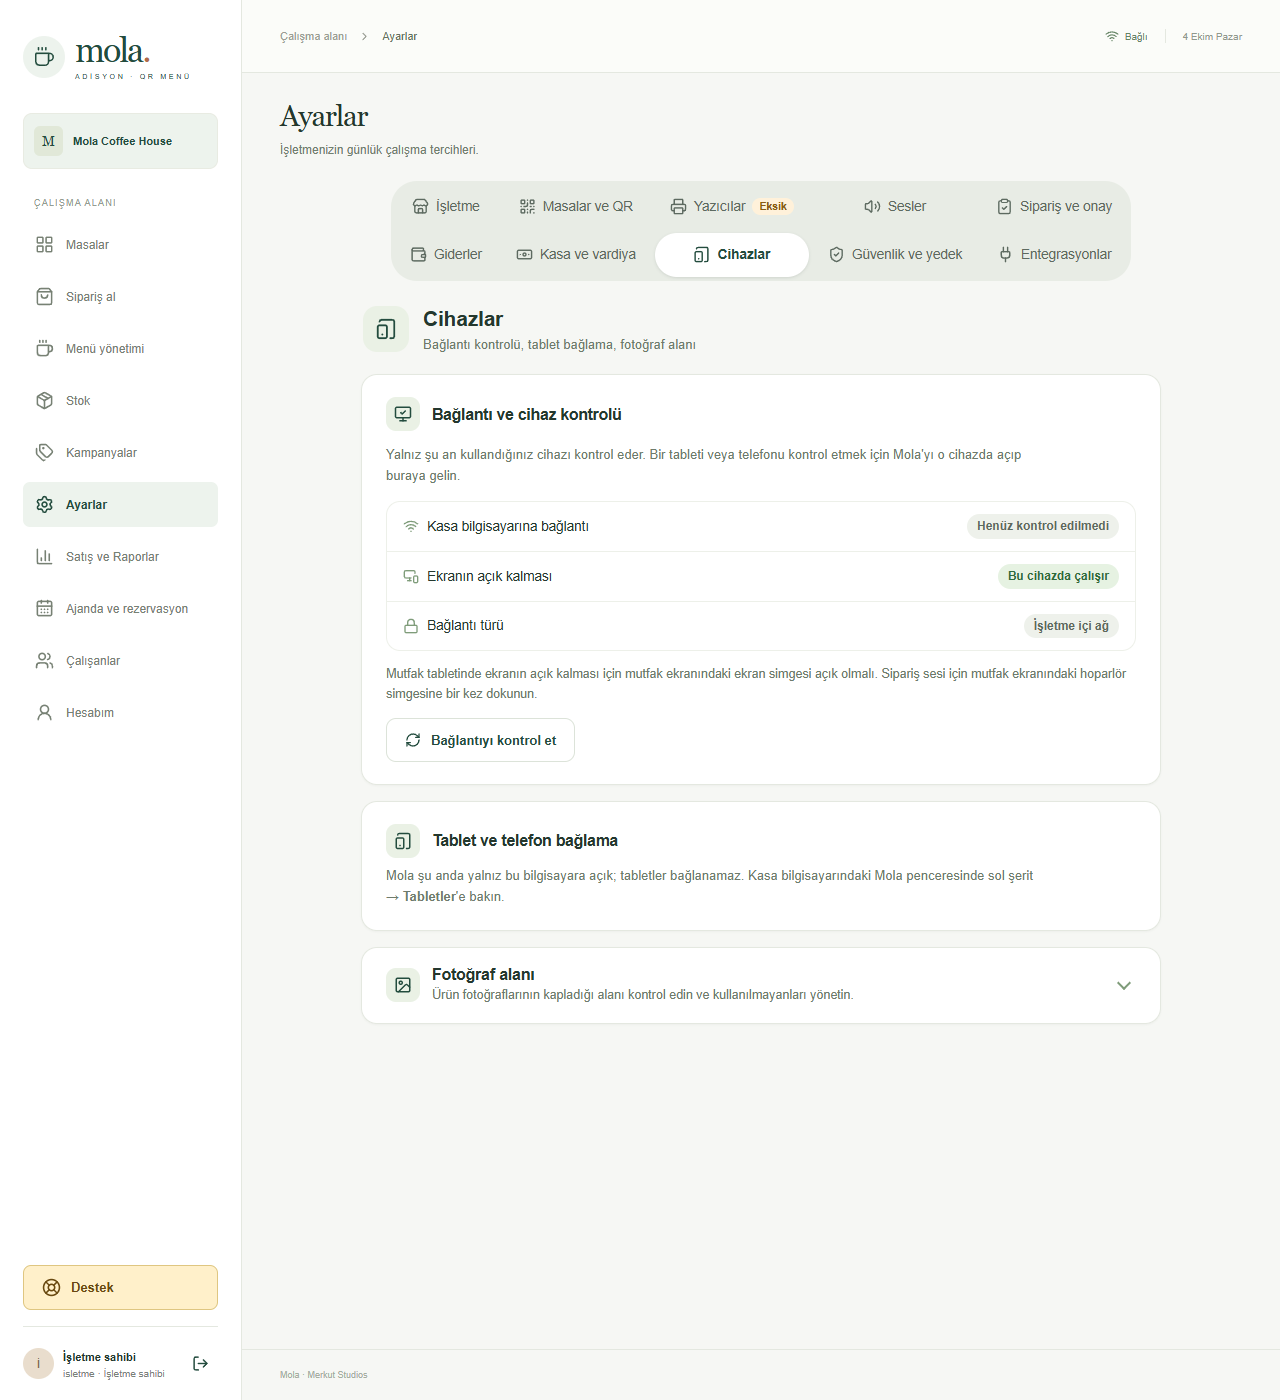 mola.
ADİSYON · QR MENÜ
M
Mola Coffee House
ÇALIŞMA ALANI
Masalar
Sipariş al
Menü yönetimi
Stok
Kampanyalar
Ayarlar
Satış ve Raporlar
Ajanda ve rezervasyon
Çalışanlar
Hesabım
Destek
İ
İşletme sahibi
isletme · İşletme sahibi
Çalışma alanı
Ayarlar
Bağlı
4 Ekim Pazar
Ayarlar
İşletmenizin günlük çalışma tercihleri.
İşletme
Masalar ve QR
Yazıcılar
Eksik
Sesler
Sipariş ve onay
Giderler
Kasa ve vardiya
Cihazlar
Güvenlik ve yedek
Entegrasyonlar
Cihazlar
Bağlantı kontrolü, tablet bağlama, fotoğraf alanı
Bağlantı ve cihaz kontrolü
Yalnız şu an kullandığınız cihazı kontrol eder. Bir tableti veya telefonu kontrol etmek için Mola'yı o cihazda açıp
buraya gelin.
Kasa bilgisayarına bağlantı
Henüz kontrol edilmedi
Ekranın açık kalması
Bu cihazda çalışır
Bağlantı türü
İşletme içi ağ
Mutfak tabletinde ekranın açık kalması için mutfak ekranındaki ekran simgesi açık olmalı. Sipariş sesi için mutfak ekranındaki hoparlör
simgesine bir kez dokunun.
Bağlantıyı kontrol et
Tablet ve telefon bağlama
Mola şu anda yalnız bu bilgisayara açık; tabletler bağlanamaz. Kasa bilgisayarındaki Mola penceresinde sol şerit
→ Tabletler'e bakın.
Fotoğraf alanı
Ürün fotoğraflarının kapladığı alanı kontrol edin ve kullanılmayanları yönetin.
Mola · Merkut Studios